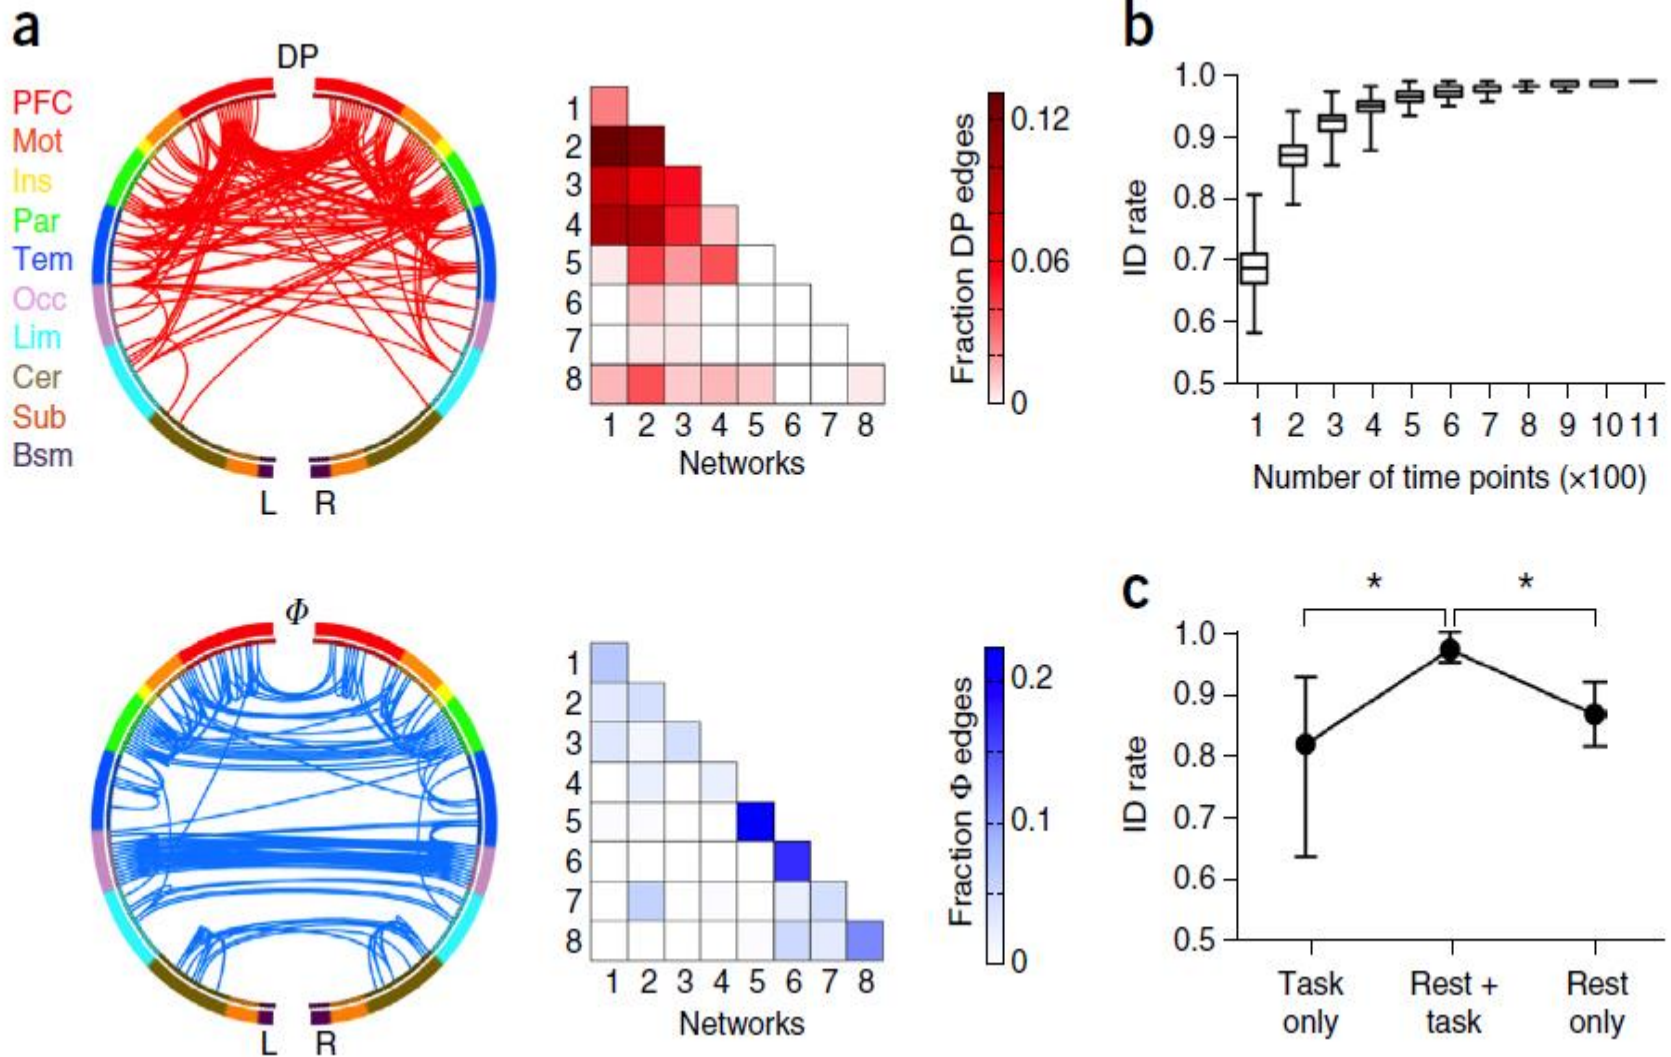 a
DP
PFC
Mot
Ins
Par
Tem
Occ
Lim
Cer
Sub
Bsm
L R
1
2
3
4
5
6
7
8
1 2 3 4 5 6 7 8
Networks
Fraction DP edges
0.12
0.06
0
b
ID rate
1.0
0.9
0.8
0.7
0.6
0.5
1 2 3 4 5 6 7 8 9 10 11
Number of time points (×100)
Φ
L R
1
2
3
4
5
6
7
8
1 2 3 4 5 6 7 8
Networks
Fraction Φ edges
0.2
0.1
0
c
* *
ID rate
1.0
0.9
0.8
0.7
0.6
0.5
Task only
Rest + task
Rest only